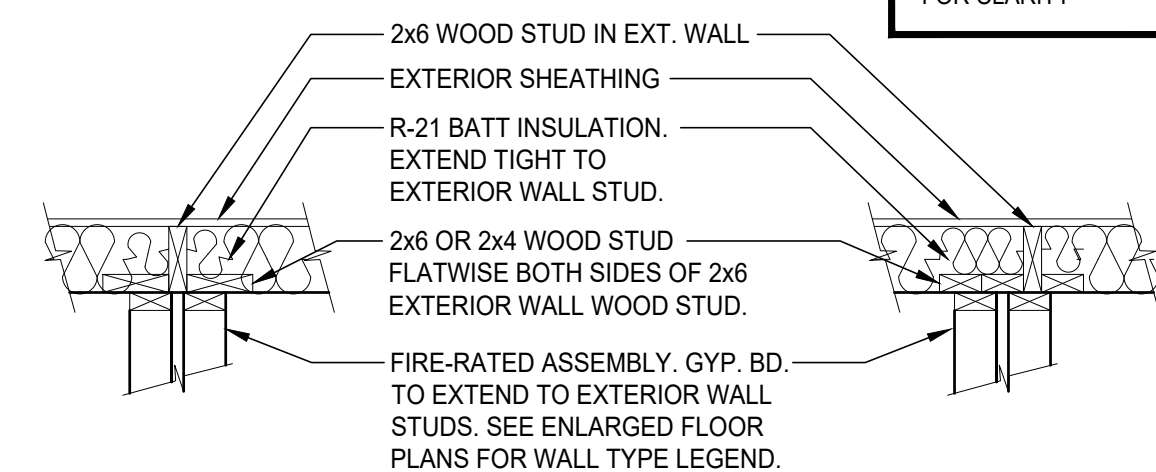 2x6 WOOD STUD IN EXT. WALL
EXTERIOR SHEATHING
R-21 BATT INSULATION.
EXTEND TIGHT TO
EXTERIOR WALL STUD.
2x6 OR 2x4 WOOD STUD
FLATWISE BOTH SIDES OF 2x6
EXTERIOR WALL WOOD STUD.
FIRE-RATED ASSEMBLY. GYP. BD.
TO EXTEND TO EXTERIOR WALL
STUDS. SEE ENLARGED FLOOR
PLANS FOR WALL TYPE LEGEND.